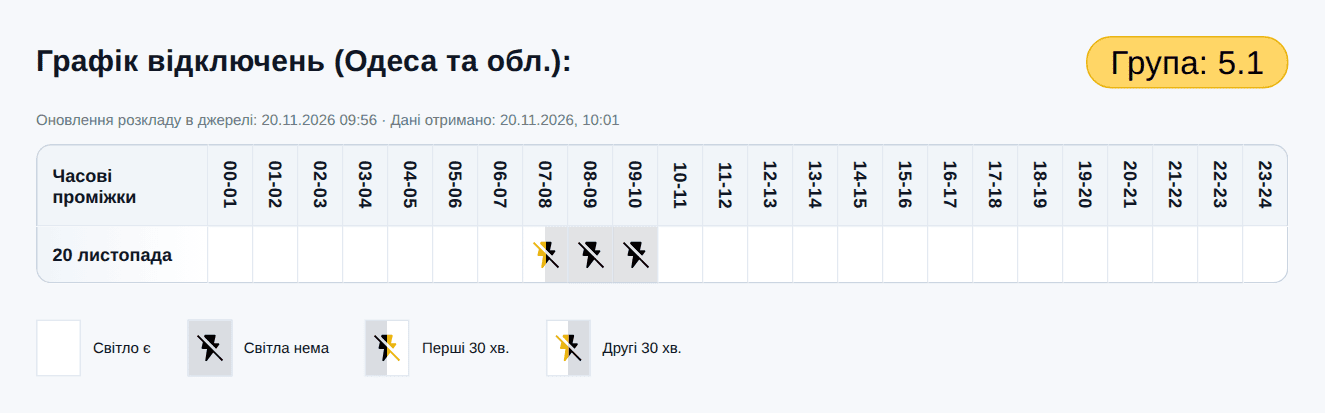 Графік відключень (Одеса та обл.):
Група: 5.1
Оновлення розкладу в джерелі: 20.11.2026 09:56 · Дані отримано: 20.11.2026, 10:01
Часові
проміжки
00-01
01-02
02-03
03-04
04-05
05-06
06-07
07-08
08-09
09-10
10-11
11-12
12-13
13-14
14-15
15-16
16-17
17-18
18-19
19-20
20-21
21-22
22-23
23-24
20 листопада
Світло є
Світла нема
Перші 30 хв.
Другі 30 хв.